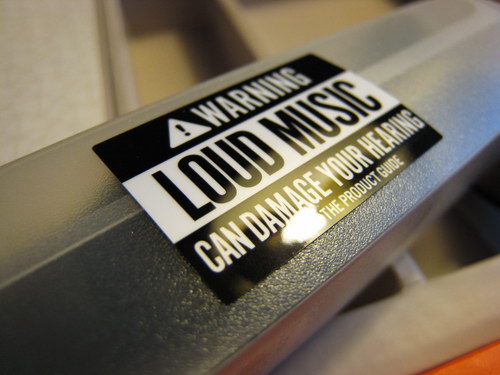 WARNING
LOUD MUSIC
CAN DAMAGE YOUR HEARING
THE PRODUCT GUIDE